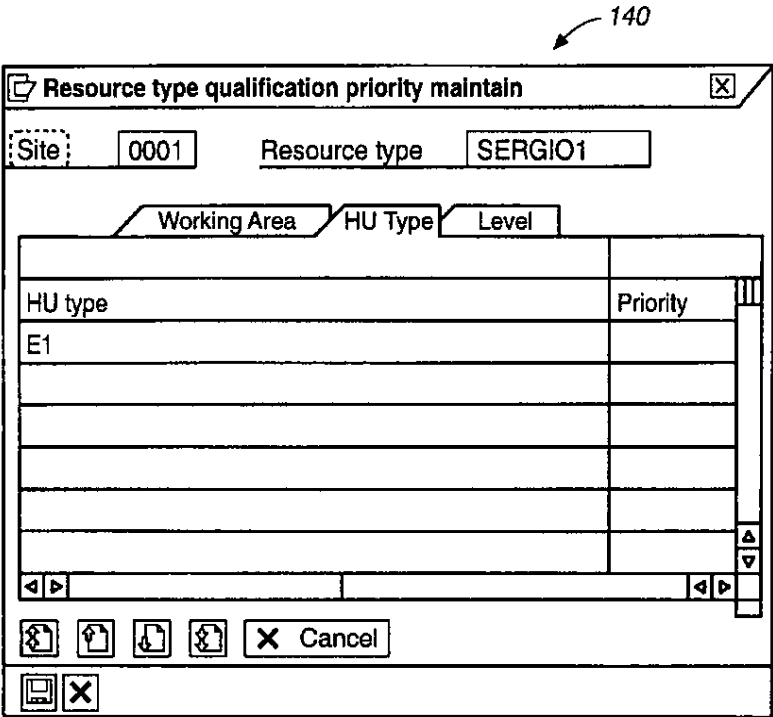 140
Resource type qualification priority maintain
Site 0001 Resource type SERGIO1
Working Area HU Type Level
HU type Priority
E1
Cancel